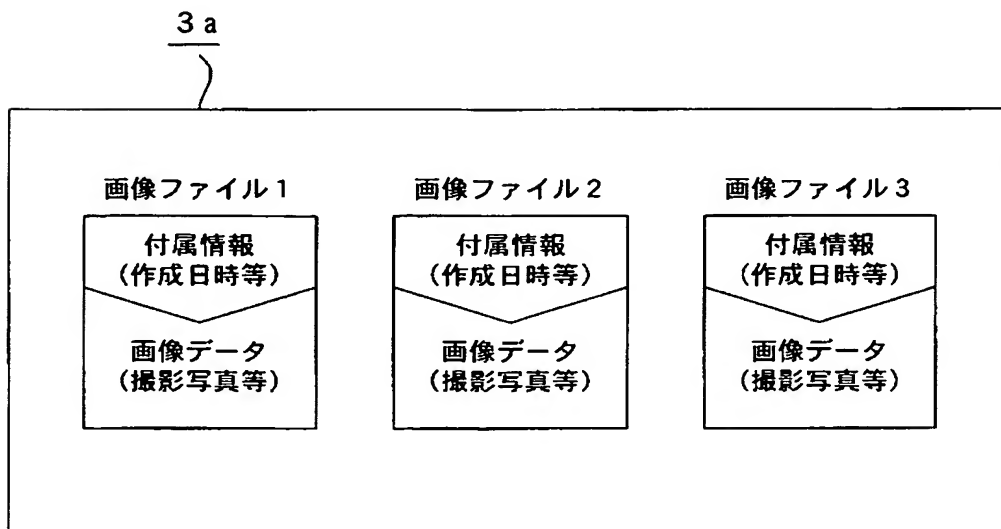 3a
画像ファイル1 画像ファイル2 画像ファイル3
付属情報 付属情報 付属情報
(作成日時等) (作成日時等) (作成日時等)
画像データ 画像データ 画像データ
(撮影写真等) (撮影写真等) (撮影写真等)